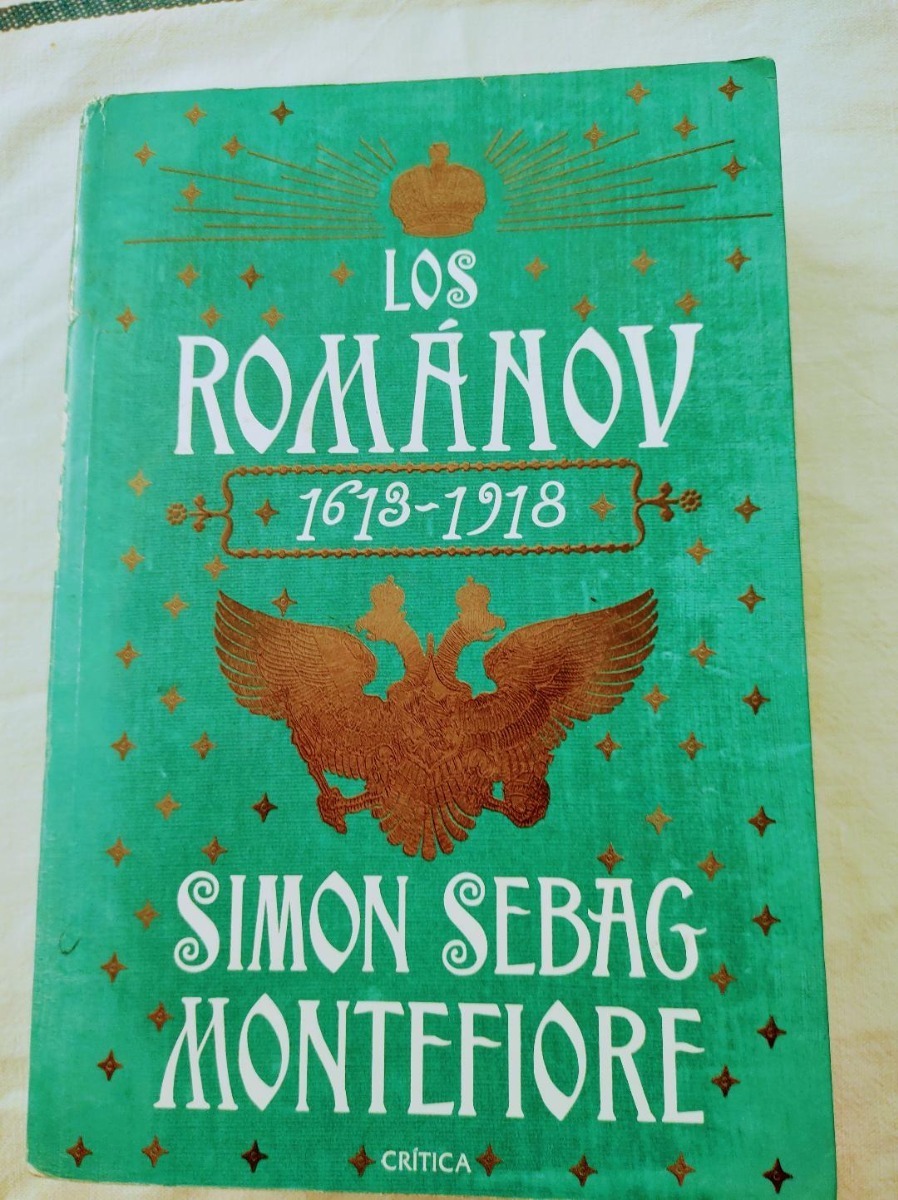 LOS
ROMÁNOV
1613-1918
SIMON SEBAG
MONTEFIORE
CRÍTICA